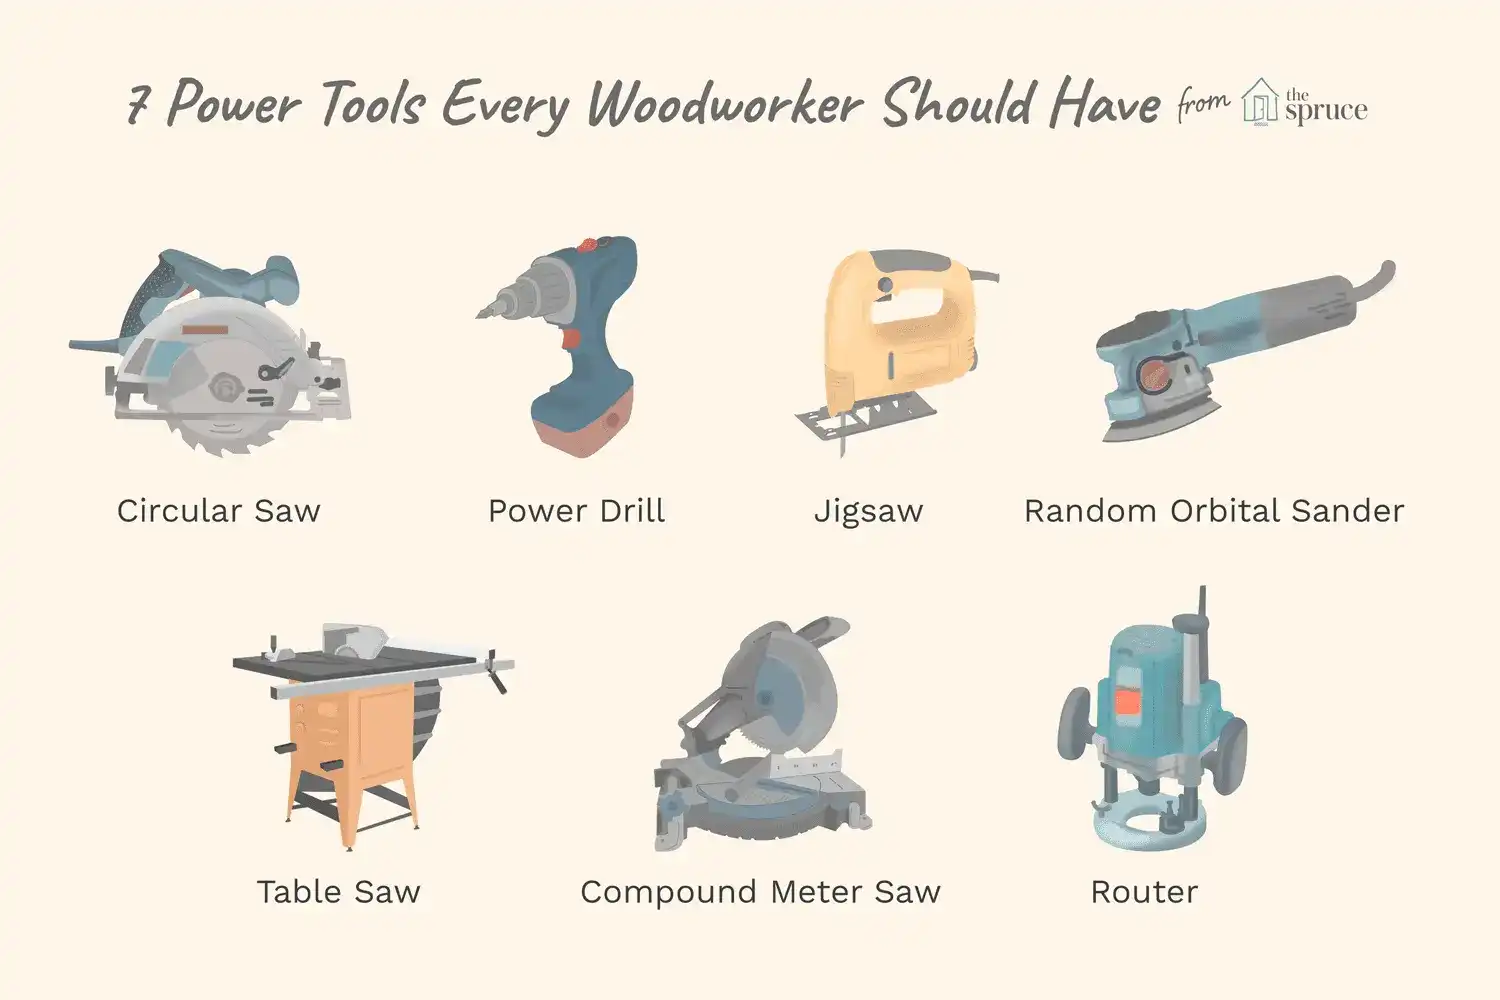 7 Power Tools Every Woodworker Should Have from the spruce
Circular Saw
Power Drill
Jigsaw
Random Orbital Sander
Table Saw
Compound Meter Saw
Router